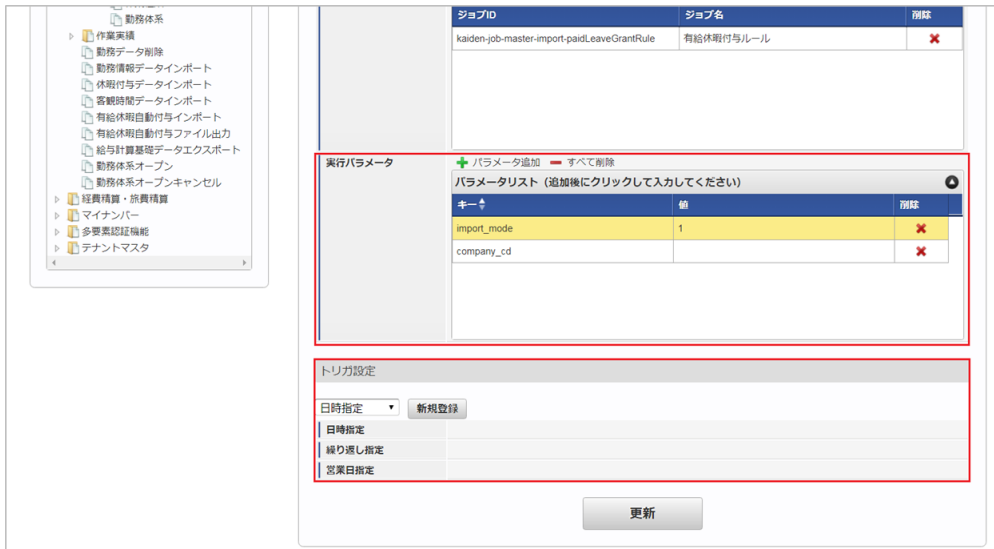 勤務体系
作業実績
勤務データ削除
勤務情報データインポート
休暇付与データインポート
客観時間データインポート
有給休暇自動付与インポート
有給休暇自動付与ファイル出力
給与計算基礎データエクスポート
勤務体系オープン
勤務体系オープンキャンセル
経費精算・旅費精算
マイナンバー
多要素認証機能
テナントマスタ
ジョブID ジョブ名 削除
kaiden-job-master-import-paidLeaveGrantRule 有給休暇付与ルール
実行パラメータ パラメータ追加 すべて削除
パラメータリスト（追加後にクリックして入力してください）
キー 値 削除
import_mode 1
company_cd
トリガ設定
日時指定 新規登録
日時指定
繰り返し指定
営業日指定
更新